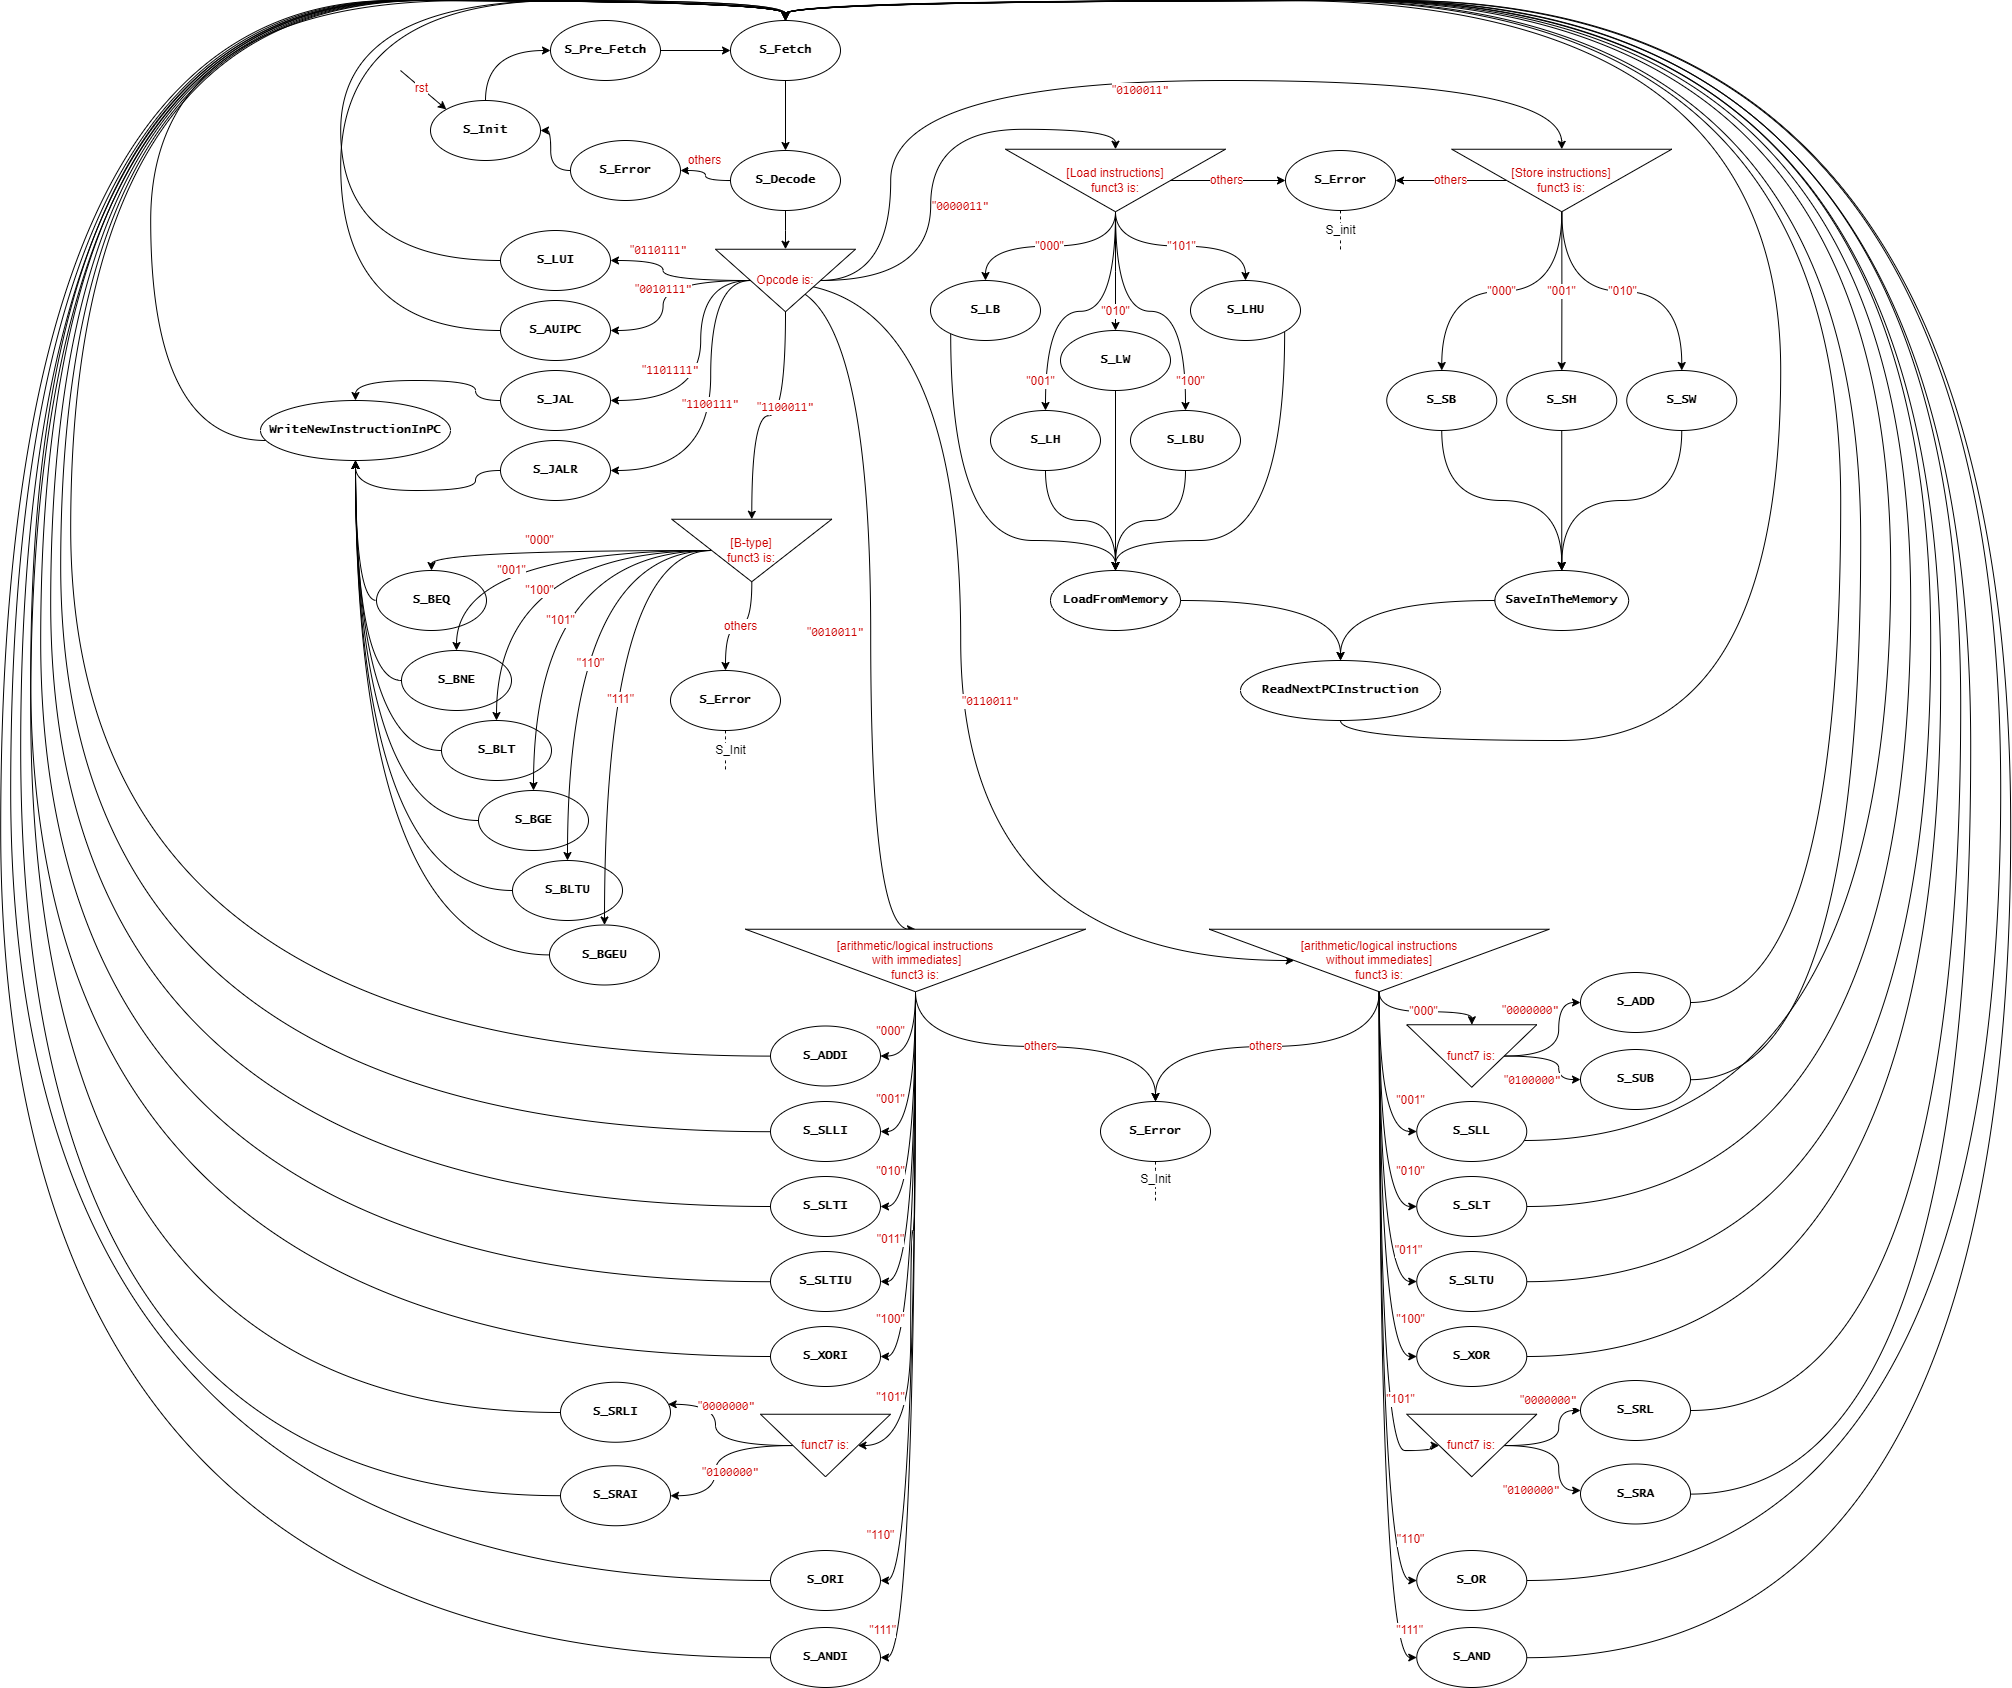 S_Pre_Fetch
S_Fetch
rst
S_Init
"0100011"
S_Error
others
S_Decode
[Load instructions]
funct3 is:
others
S_Error
others
[Store instructions]
funct3 is:
S_init
"0000011"
S_LUI
"0110111"
Opcode is:
"0010111"
S_AUIPC
"000"
"101"
S_LB
"010"
S_LHU
"000"
"001"
"010"
S_LW
"1101111"
"001"
"100"
S_JAL
"1100111"
"1100011"
S_SB
S_SH
S_SW
WriteNewInstructionInPC
S_LH
S_LBU
S_JALR
"000"
[B-type]
funct3 is:
"001"
"100"
S_BEQ
LoadFromMemory
SaveInTheMemory
"101"
others
"0010011"
"110"
S_BNE
"111"
S_Error
"0110011"
ReadNextPCInstruction
S_BLT
S_Init
S_BGE
S_BLTU
S_BGEU
[arithmetic/logical instructions
with immediates]
funct3 is:
[arithmetic/logical instructions
without immediates]
funct3 is:
"000"
"0000000"
S_ADD
"000"
S_ADDI
others
others
funct7 is:
"0100000"
S_SUB
"001"
S_SLLI
S_Error
"001"
S_SLL
"010"
S_SLTI
S_Init
"010"
S_SLT
"011"
S_SLTIU
"011"
S_SLTU
"100"
S_XORI
"100"
S_XOR
"101"
S_SRLI
"0000000"
funct7 is:
"0100000"
S_SRAI
"101"
funct7 is:
"0000000"
S_SRL
"0100000"
S_SRA
"110"
S_ORI
"110"
S_OR
"111"
S_ANDI
"111"
S_AND